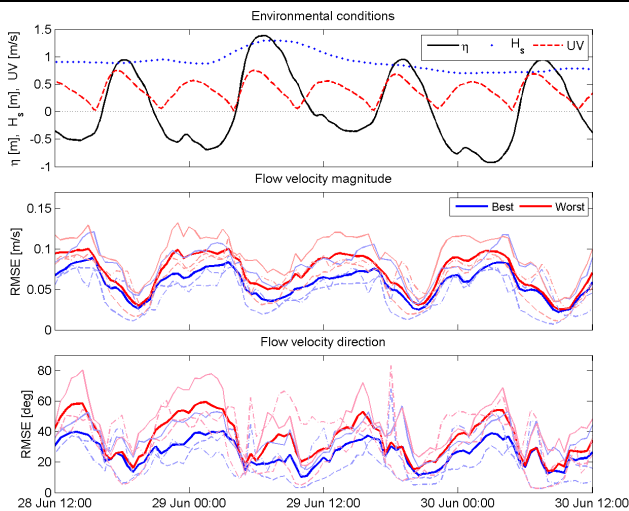 Environmental conditions
η [m], Hs [m], UV [m/s]
1.5
1
0.5
0
-0.5
-1
η Hs UV
Flow velocity magnitude
RMSE [m/s]
0.15
0.1
0.05
0
Best Worst
Flow velocity direction
RMSE [deg]
80
60
40
20
0
28 Jun 12:00 29 Jun 00:00 29 Jun 12:00 30 Jun 00:00 30 Jun 12:00